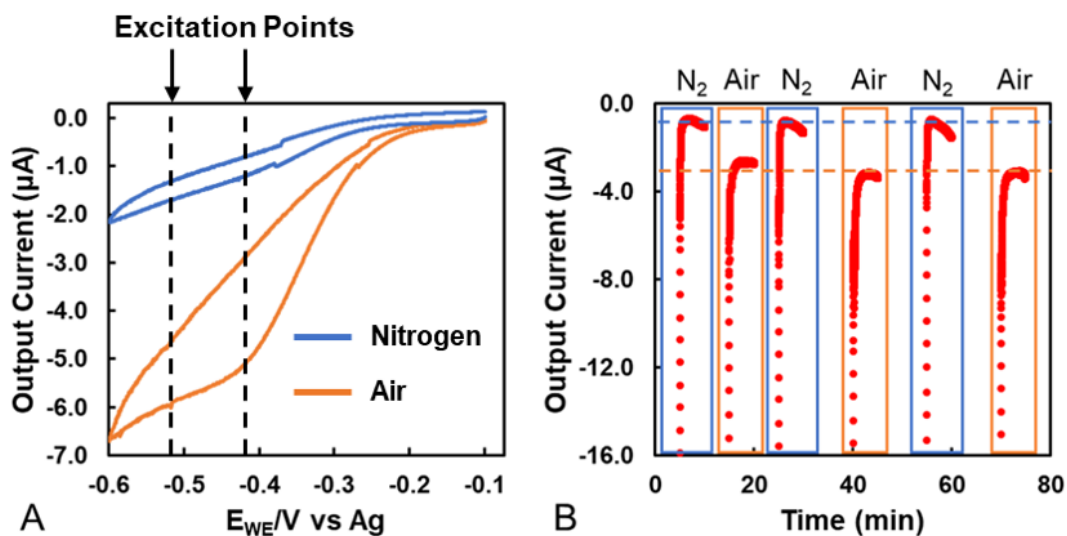 A
Excitation Points
0.0
-1.0
-2.0
-3.0
-4.0
-5.0
-6.0
-7.0
Output Current (µA)
Nitrogen
Air
-0.6 -0.5 -0.4 -0.3 -0.2 -0.1
A
E_WE/V vs Ag
N₂ Air N₂ Air N₂ Air
0.0
-4.0
-8.0
-12.0
-16.0
Output Current (µA)
0 20 40 60 80
B
Time (min)